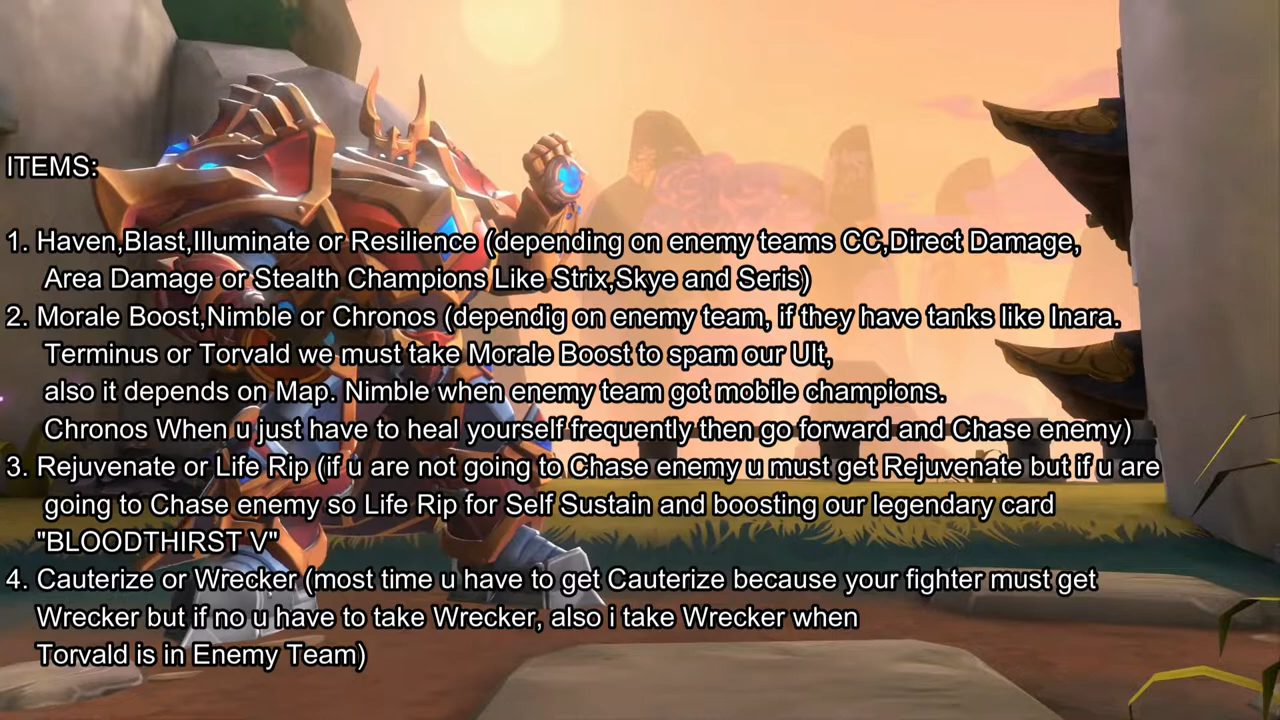 ITEMS:
1. Haven,Blast,Illuminate or Resilience (depending on enemy teams CC,Direct Damage,
Area Damage or Stealth Champions Like Strix,Skye and Seris)
2. Morale Boost,Nimble or Chronos (dependig on enemy team, if they have tanks like Inara.
Terminus or Torvald we must take Morale Boost to spam our Ult,
also it depends on Map. Nimble when enemy team got mobile champions.
Chronos When u just have to heal yourself frequently then go forward and Chase enemy)
3. Rejuvenate or Life Rip (if u are not going to Chase enemy u must get Rejuvenate but if u are
going to Chase enemy so Life Rip for Self Sustain and boosting our legendary card
"BLOODTHIRST V"
4. Cauterize or Wrecker (most time u have to get Cauterize because your fighter must get
Wrecker but if no u have to take Wrecker, also i take Wrecker when
Torvald is in Enemy Team)